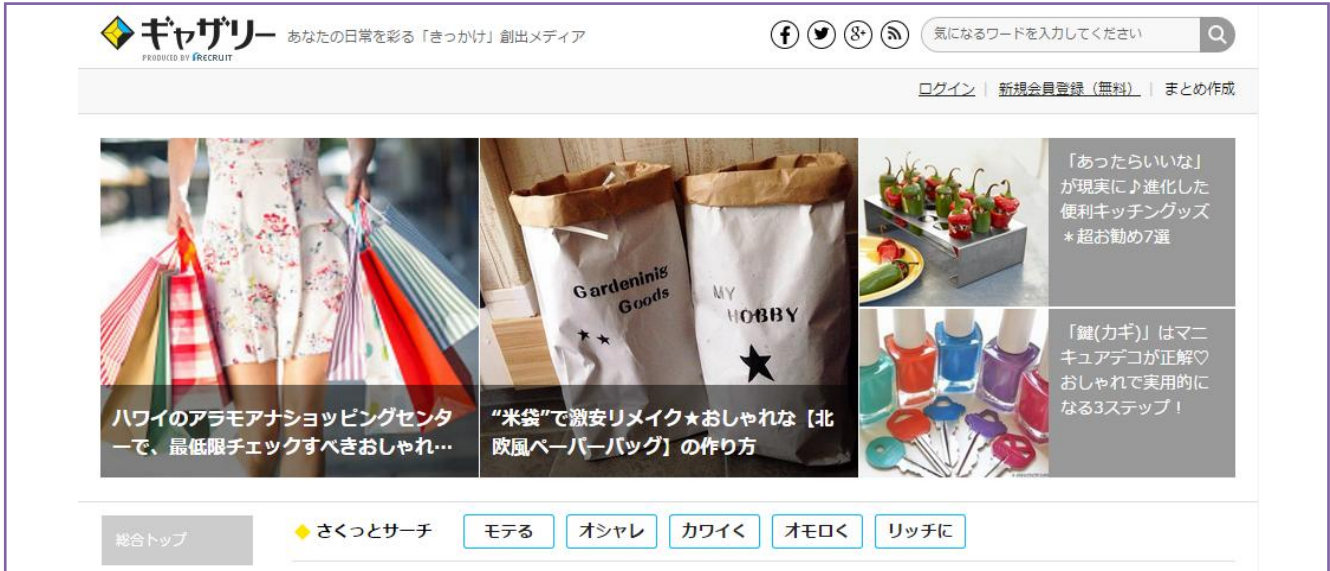 ギャザリー
あなたの日常を彩る「きっかけ」創出メディア
PRODUCED BY RECRUIT
f
8+
気になるワードを入力してください
ログイン | 新規会員登録（無料） | まとめ作成
Gardeninig
Goods
MY
HOBBY
ハワイのアラモアナショッピングセンタ
ーで、最低限チェックすべきおしゃれ…
“米袋”で激安リメイク★おしゃれな【北
欧風ペーパーバッグ】の作り方
「あったらいいな」
が現実に♪進化した
便利キッチングッズ
＊超お勧め7選
「鍵(カギ)」はマニ
キュアデコが正解♡
おしゃれで実用的に
なる3ステップ！
総合トップ
さくっとサーチ
モテる
オシャレ
カワイく
オモロく
リッチに